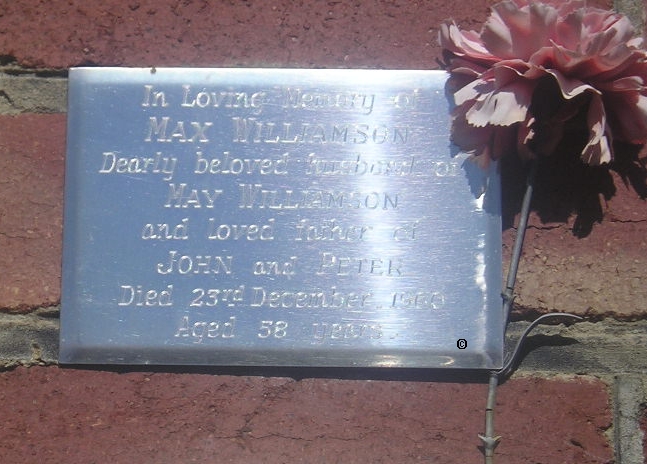 In Loving Memory of
MAX WILLIAMSON
Dearly beloved husband of
MAY WILLIAMSON
and loved father of
JOHN and PETER
Died 23rd December,
Aged 58 years.
©